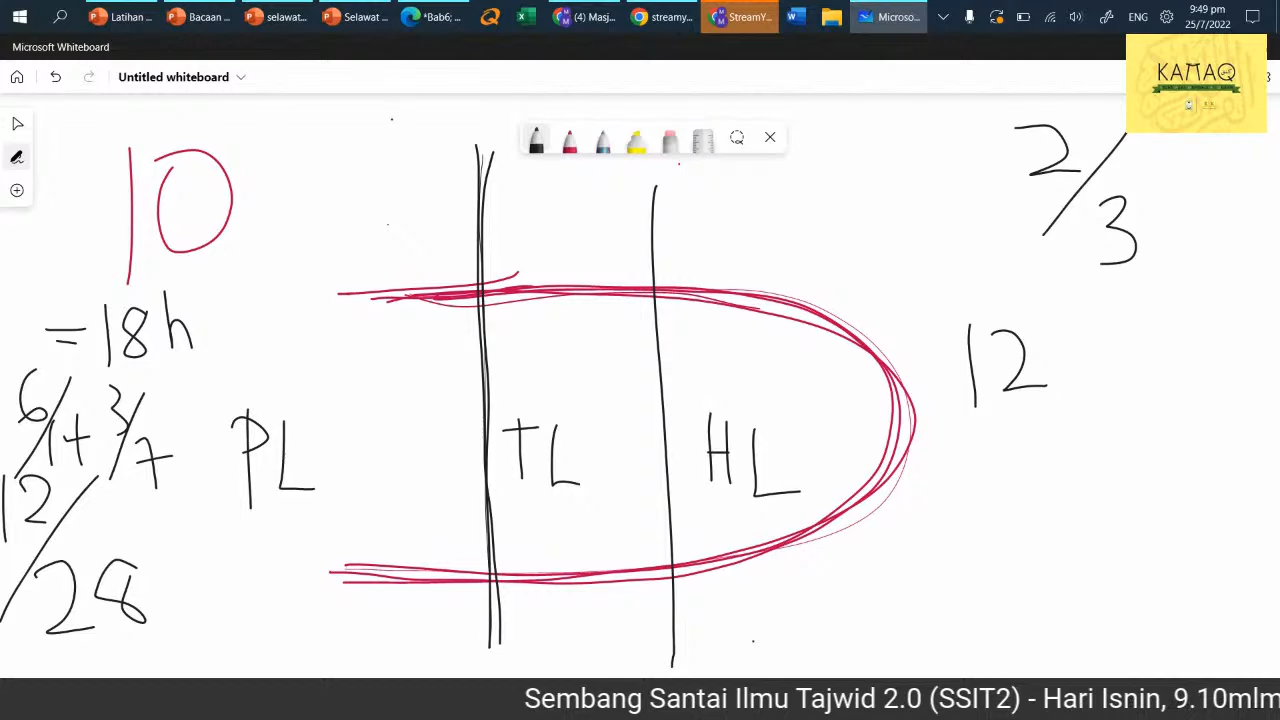 Latihan
Bacaan
selawat
Selawat
*Bab6;
(4) Masj
streamy
StreamY...
Microso
ENG
9:49 pm
25/7/2022
Microsoft Whiteboard
Untitled whiteboard
KAMAQ
10
2/3
= 18h
12
6/14
3/7
PL
TL
HL
12/28
Sembang Santai Ilmu Tajwid 2.0 (SSIT2) - Hari Isnin, 9.10mlm